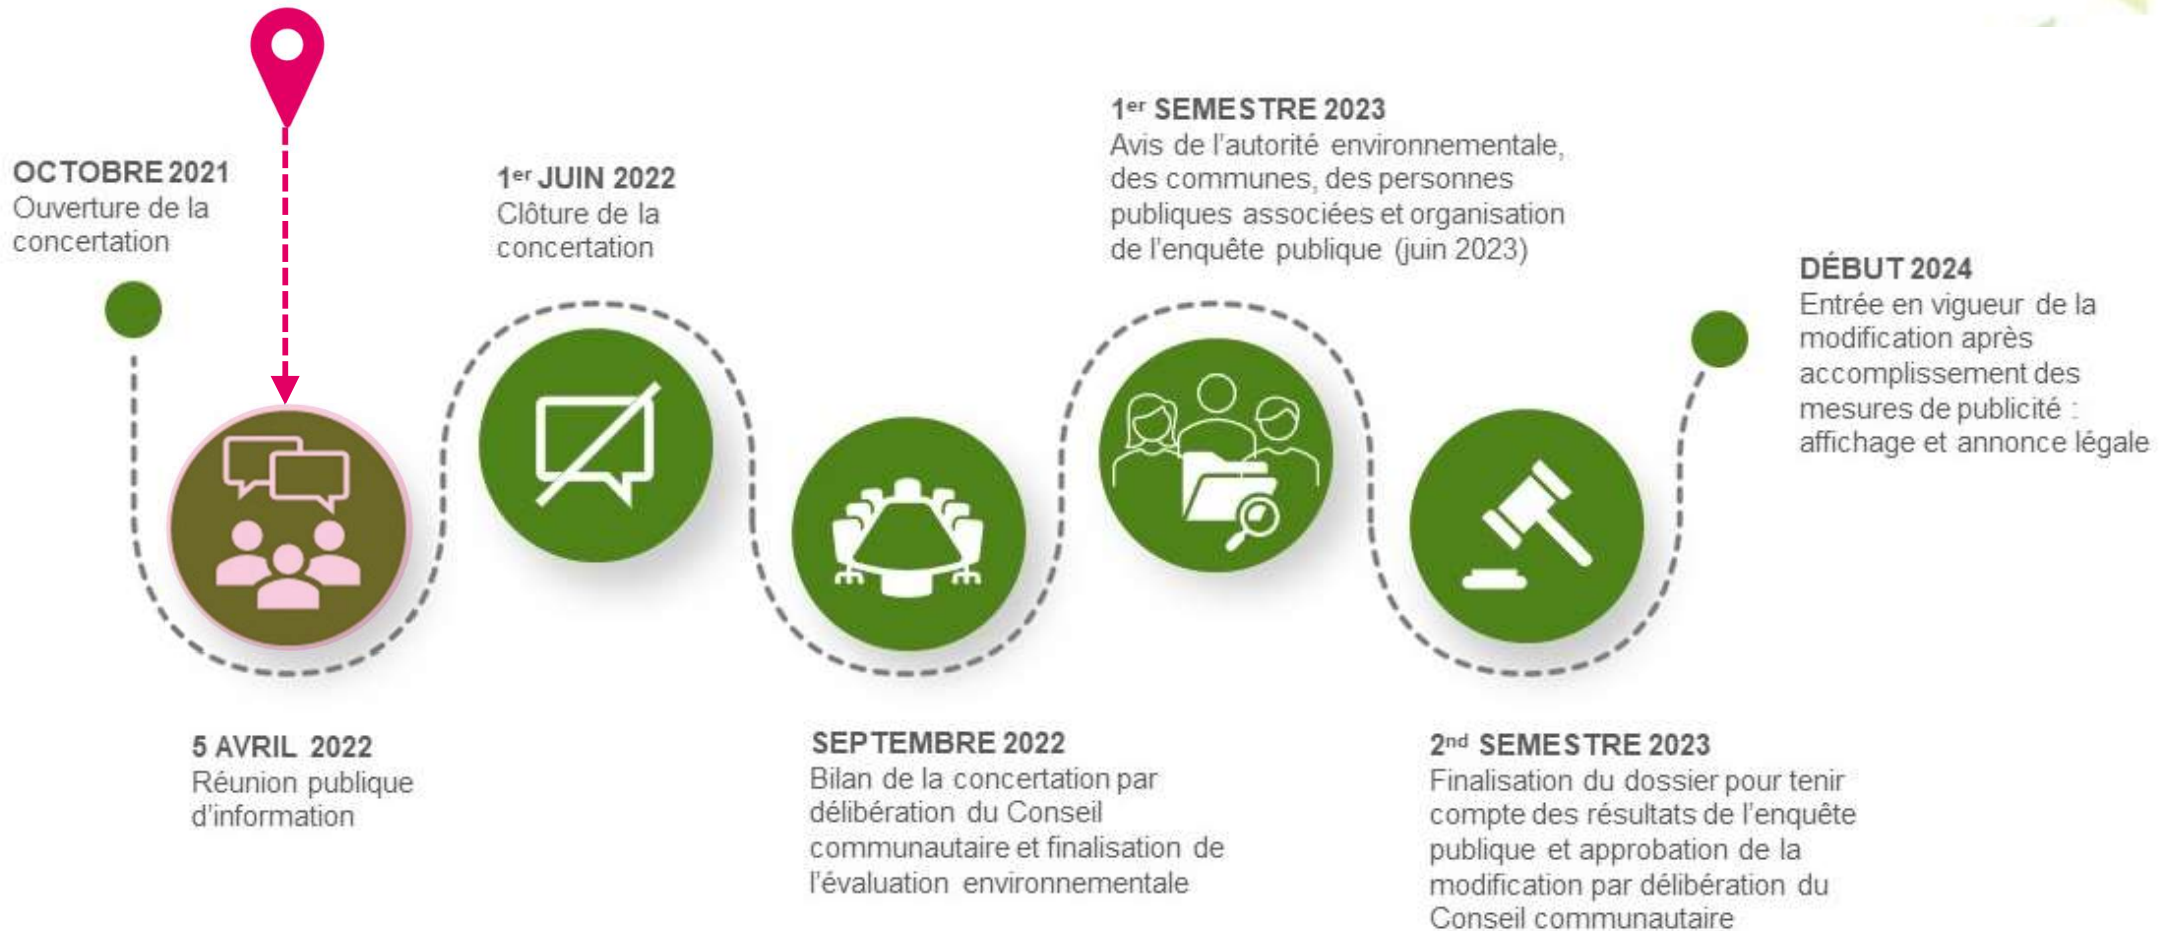 OCTOBRE 2021
Ouverture de la
concertation
5 AVRIL 2022
Réunion publique
d'information
1er JUIN 2022
Clôture de la
concertation
SEPTEMBRE 2022
Bilan de la concertation par
délibération du Conseil
communautaire et finalisation de
l'évaluation environnementale
1er SEMESTRE 2023
Avis de l'autorité environnementale,
des communes, des personnes
publiques associées et organisation
de l'enquête publique (juin 2023)
2nd SEMESTRE 2023
Finalisation du dossier pour tenir
compte des résultats de l'enquête
publique et approbation de la
modification par délibération du
Conseil communautaire
DÉBUT 2024
Entrée en vigueur de la
modification après
accomplissement des
mesures de publicité :
affichage et annonce légale